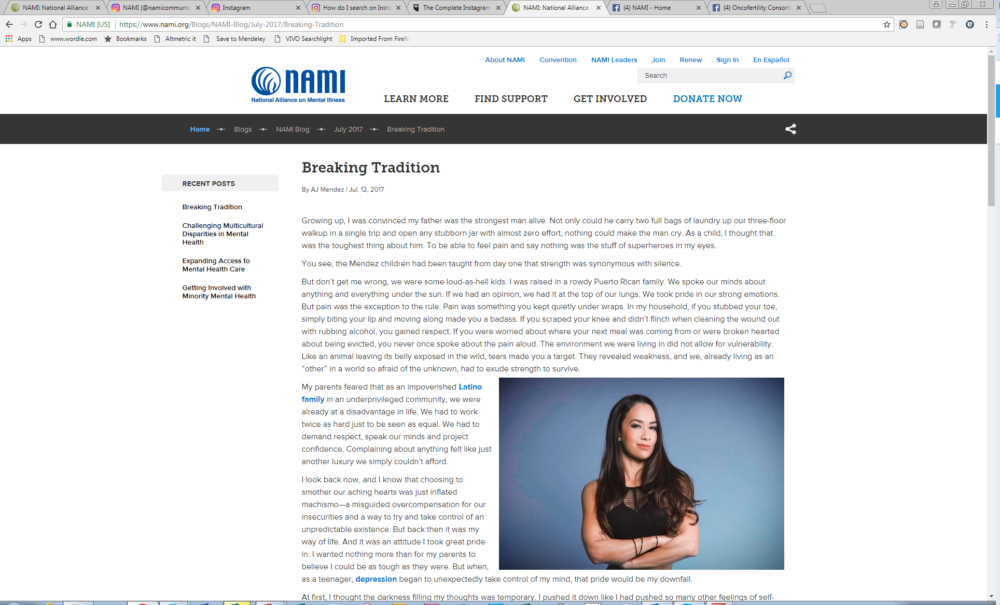 NAMI: National Alliance
NAMI (@namicommunic
Instagram
How do I search on Insta
The Complete Instagram
NAMI: National Alliance
(4) NAMI - Home
(4) Oncofertility Consort
NAMI [US] https://www.nami.org/Blogs/NAMI-Blog/July-2017/Breaking-Tradition
Apps www.wordle.com Bookmarks Altmetric it Save to Mendeley VIVO Searchlight Imported From Firefo
About NAMI Convention NAMI Leaders Join Renew Sign In En Español
Search
NAMI
National Alliance on Mental Illness
LEARN MORE FIND SUPPORT GET INVOLVED DONATE NOW
Home Blogs NAMI Blog July 2017 Breaking Tradition
RECENT POSTS
Breaking Tradition
Challenging Multicultural
Disparities in Mental
Health
Expanding Access to
Mental Health Care
Getting Involved with
Minority Mental Health
Breaking Tradition
By AJ Mendez | Jul. 12, 2017
Growing up, I was convinced my father was the strongest man alive. Not only could he carry two full bags of laundry up our three-floor
walkup in a single trip and open any stubborn jar with almost zero effort, nothing could make the man cry. As a child, I thought that
was the toughest thing about him. To be able to feel pain and say nothing was the stuff of superheroes in my eyes.
You see, the Mendez children had been taught from day one that strength was synonymous with silence.
But don’t get me wrong, we were some loud-as-hell kids. I was raised in a rowdy Puerto Rican family. We spoke our minds about
anything and everything under the sun. If we had an opinion, we had it at the top of our lungs. We took pride in our strong emotions.
But pain was the exception to the rule. Pain was something you kept quietly under wraps. In my household, if you stubbed your toe,
simply biting your lip and moving along made you a badass. If you scraped your knee and didn’t flinch when cleaning the wound out
with rubbing alcohol, you gained respect. If you were worried about where your next meal was coming from or were broken hearted
about being evicted, you never once spoke about the pain aloud. The environment we were living in did not allow for vulnerability.
Like an animal leaving its belly exposed in the wild, tears made you a target. They revealed weakness, and we, already living as an
“other” in a world so afraid of the unknown, had to exude strength to survive.
My parents feared that as an impoverished Latino
family in an underprivileged community, we were
already at a disadvantage in life. We had to work
twice as hard just to be seen as equal. We had to
demand respect, speak our minds and project
confidence. Complaining about anything felt like just
another luxury we simply couldn’t afford.
I look back now, and I know that choosing to
smother our aching hearts was just inflated
machismo—a misguided overcompensation for our
insecurities and a way to try and take control of an
unpredictable existence. But back then it was my
way of life. And it was an attitude I took great pride
in. I wanted nothing more than for my parents to
believe I could be as tough as they were. But when,
as a teenager, depression began to unexpectedly take control of my mind, that pride would be my downfall.
At first, I thought the darkness filling my thoughts was temporary. I pushed it down like I had pushed so many other feelings of self-